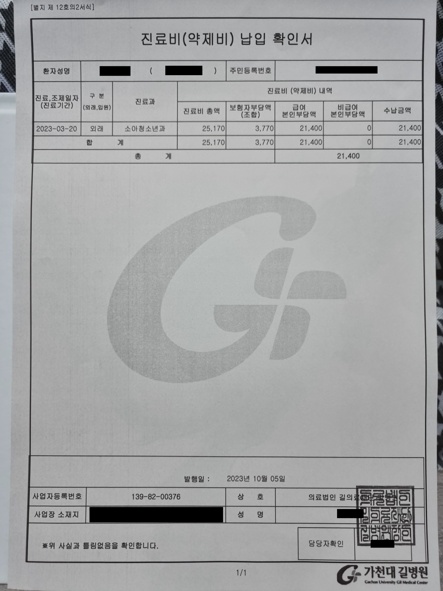 [별지 제 12호의2서식]
진료비(약제비) 납입 확인서
환자성명 ( ) 주민등록번호
진료.조제일자 (진료기간) 구 분 (외래,입원) 진료과 진료비 (약제비) 내역
진료비 총액 보험자부담액 (조합) 급여 본인부담액 비급여 본인부담액 수납금액
2023-03-20 외래 소아청소년과 25,170 3,770 21,400 0 21,400
합 계 25,170 3,770 21,400 0 21,400
총 계 21,400
발행일 : 2023년 10월 05일
사업자등록번호 139-82-00376 상 호 의료법인 길의료
사업장 소재지 성 명
※위 사실과 틀림없음을 확인합니다. 담당자확인
1/1
가천대 길병원
Gachon University Gil Medical Center